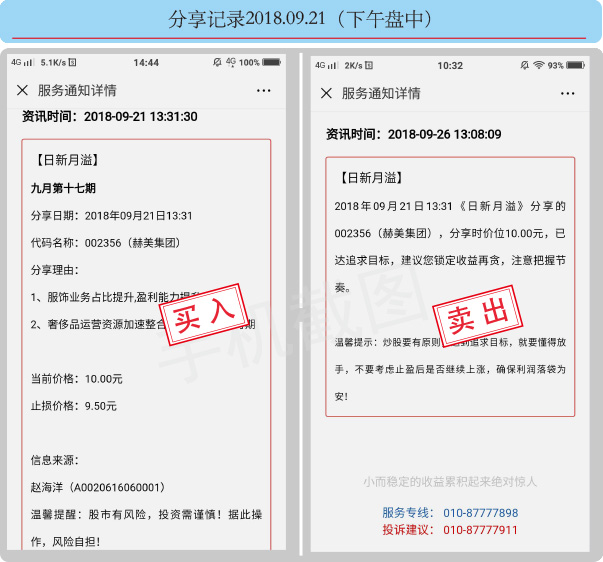 分享记录2018.09.21（下午盘中）
4G 5.1K/s 14:44 4G 100%
服务通知详情
资讯时间：2018-09-21 13:31:30
【日新月溢】
九月第十七期
分享日期：2018年09月21日13:31
代码名称：002356（赫美集团）
分享理由：
1、服饰业务占比提升,盈利能力提升
2、奢侈品运营资源加速整合
期
买入
当前价格：10.00元
止损价格：9.50元
信息来源：
赵海洋（A0020616060001）
温馨提醒：股市有风险，投资需谨慎！据此操
作，风险自担！
4G 2K/s 10:32 93%
服务通知详情
资讯时间：2018-09-26 13:08:09
【日新月溢】
2018年09月21日13:31《日新月溢》分享的
002356（赫美集团），分享时价位10.00元，已
达追求目标，建议您锁定收益再贪，注意把握节
奏。
卖出
温馨提示：炒股要有原则
到追求目标，就要懂得放
手，不要考虑止盈后是否继续上涨，确保利润落袋为
安！
小而稳定的收益累积起来绝对惊人
服务专线： 010-87777898
投诉建议： 010-87777911
手机截图